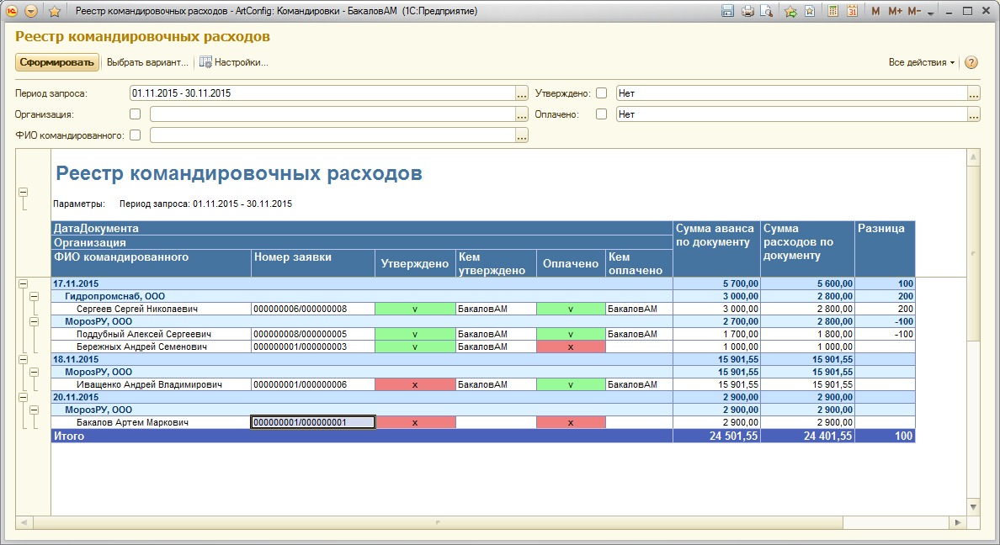 Реестр командировочных расходов - ArtConfig: Командировки - БакаловАМ (1С:Предприятие)
M M+ M-
Реестр командировочных расходов
Сформировать Выбрать вариант... Настройки... Все действия ?
Период запроса: 01.11.2015 - 30.11.2015 ... Утверждено: Нет ...
Организация: ... Оплачено: Нет ...
ФИО командированного: ...
Реестр командировочных расходов
Параметры: Период запроса: 01.11.2015 - 30.11.2015
ДатаДокумента Сумма аванса Сумма Разница
Организация по документу расходов по
ФИО командированного Номер заявки Утверждено Кем Оплачено Кем документу
утверждено оплачено
17.11.2015 5 700,00 5 600,00 100
Гидропромснаб, ООО 3 000,00 2 800,00 200
Сергеев Сергей Николаевич 000000006/000000008 v БакаловАМ v БакаловАМ 3 000,00 2 800,00 200
МорозРУ, ООО 2 700,00 2 800,00 -100
Поддубный Алексей Сергеевич 000000008/000000005 v БакаловАМ v БакаловАМ 1 700,00 1 800,00 -100
Бережных Андрей Семенович 000000001/000000003 v БакаловАМ x 1 000,00 1 000,00
18.11.2015 15 901,55 15 901,55
МорозРУ, ООО 15 901,55 15 901,55
Иващенко Андрей Владимирович 000000001/000000006 x БакаловАМ v БакаловАМ 15 901,55 15 901,55
20.11.2015 2 900,00 2 900,00
МорозРУ, ООО 2 900,00 2 900,00
Бакалов Артем Маркович 000000001/000000001 x x 2 900,00 2 900,00
Итого 24 501,55 24 401,55 100